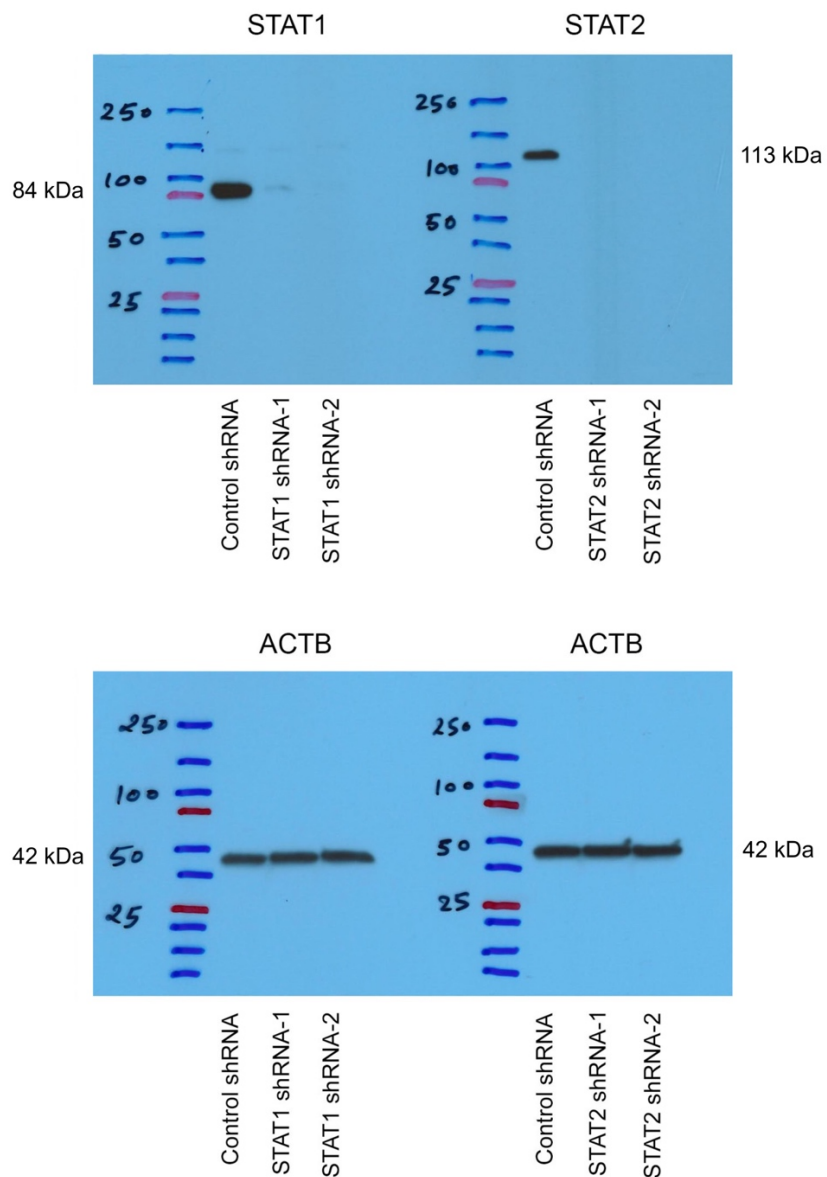 STAT1
STAT2
250
100
50
25
250
100
50
25
84 kDa
113 kDa
Control shRNA
STAT1 shRNA-1
STAT1 shRNA-2
Control shRNA
STAT2 shRNA-1
STAT2 shRNA-2
ACTB
ACTB
250
100
50
25
250
100
50
25
42 kDa
42 kDa
Control shRNA
STAT1 shRNA-1
STAT1 shRNA-2
Control shRNA
STAT2 shRNA-1
STAT2 shRNA-2